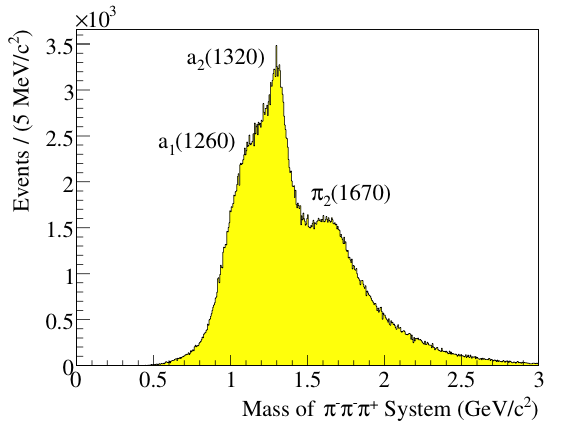 ×10³
Events / (5 MeV/c²)
3.5
3
2.5
2
1.5
1
0.5
0
a₂(1320)
a₁(1260)
π₂(1670)
0 0.5 1 1.5 2 2.5 3
Mass of π⁻π⁻π⁺ System (GeV/c²)